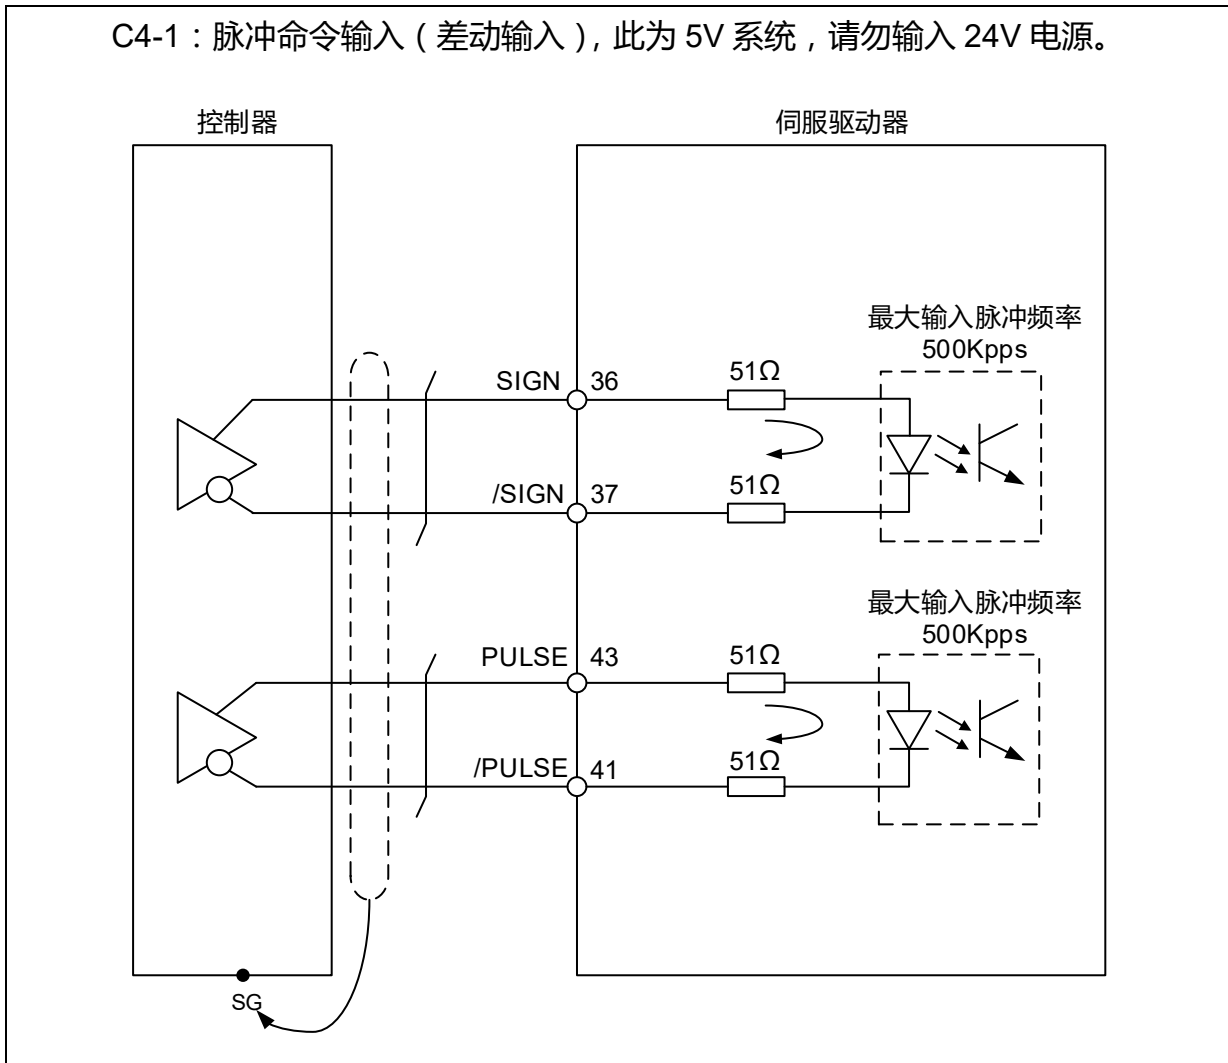 C4-1：脉冲命令输入（差动输入），此为 5V 系统，请勿输入 24V 电源。
控制器
伺服驱动器
最大输入脉冲频率
500Kpps
SIGN 36
51Ω
/SIGN 37
51Ω
最大输入脉冲频率
500Kpps
PULSE 43
51Ω
/PULSE 41
51Ω
SG